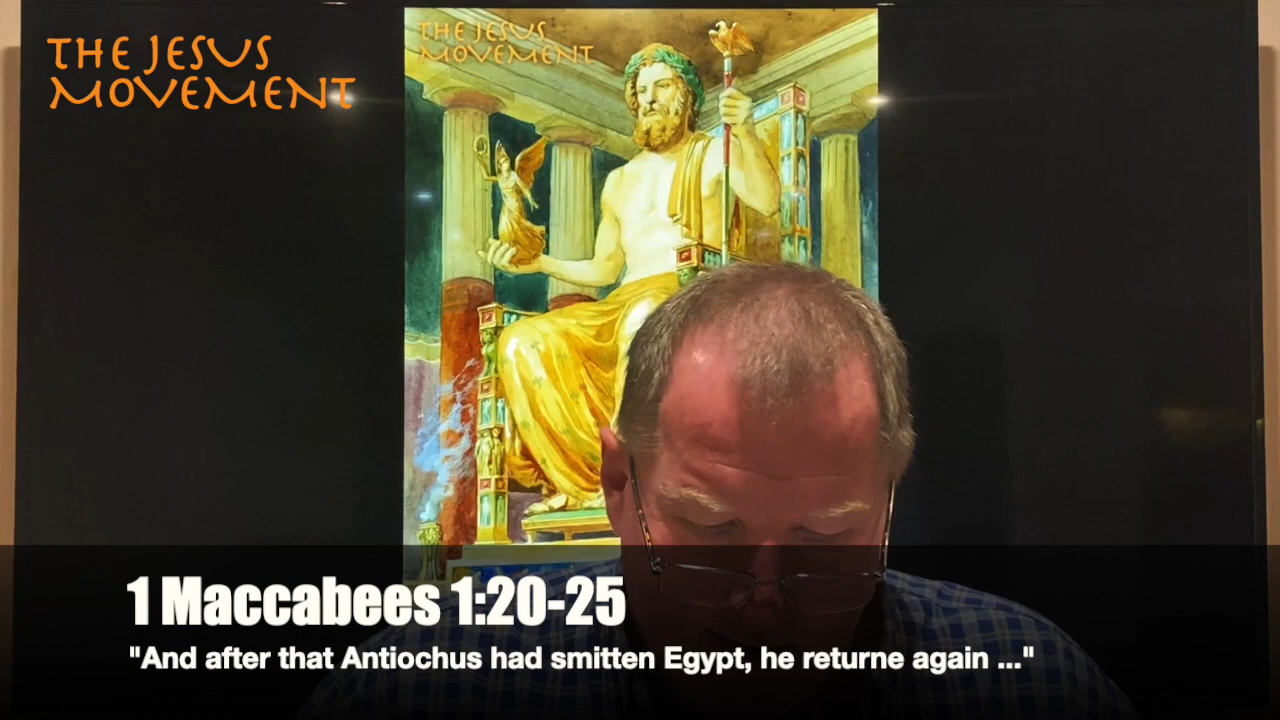 THE JESUS
MOVEMENT
THE JESUS
MOVEMENT
1 Maccabees 1:20-25
"And after that Antiochus had smitten Egypt, he returne again ..."